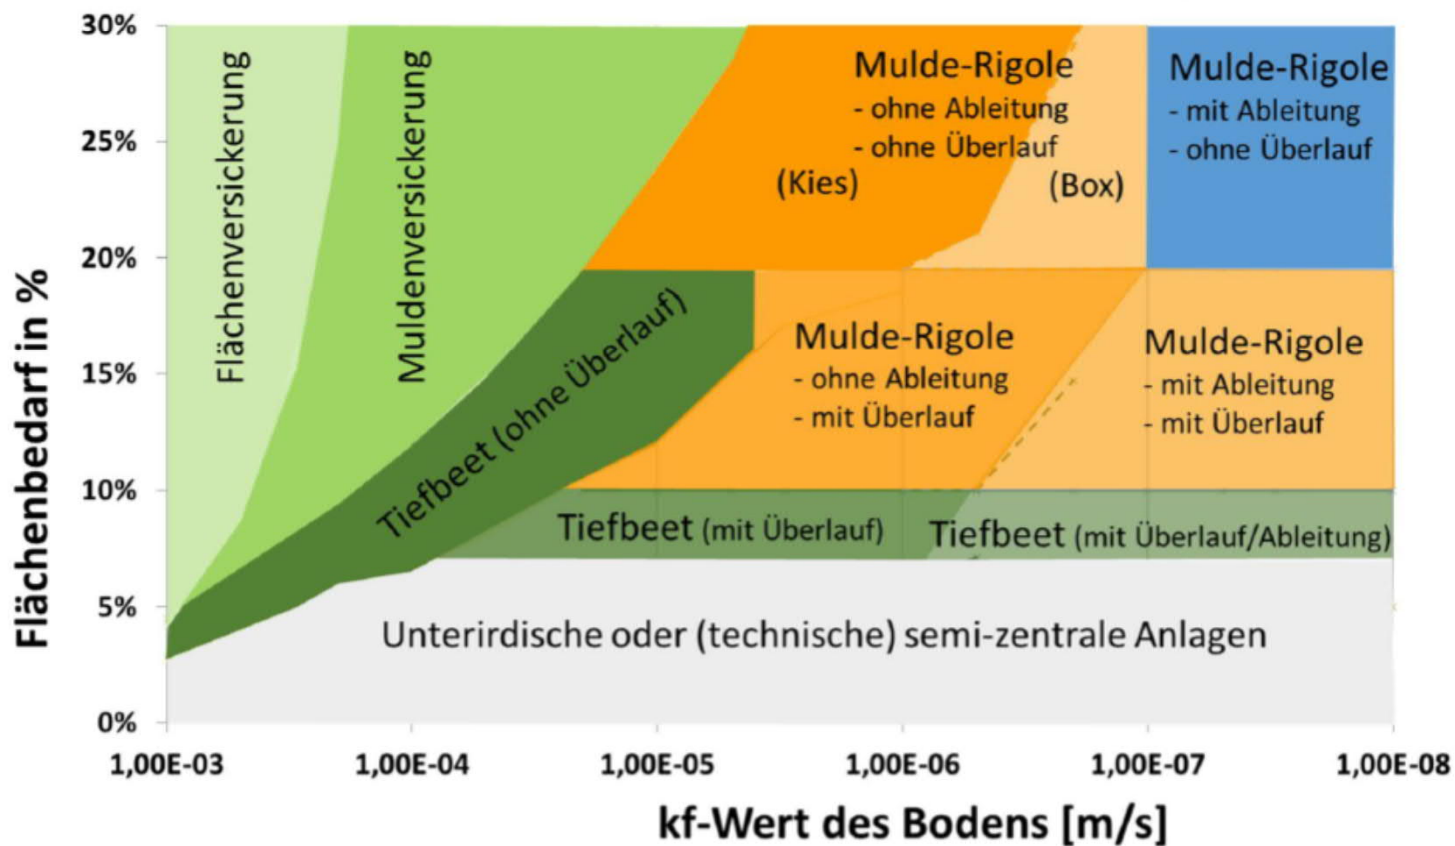 30%
25%
20%
15%
10%
5%
0%
Flächenbedarf in %
Flächenversickerung
Muldenversickerung
Tiefbeet (ohne Überlauf)
Mulde-Rigole
- ohne Ableitung
- ohne Überlauf
(Kies)
(Box)
Mulde-Rigole
- mit Ableitung
- ohne Überlauf
Mulde-Rigole
- ohne Ableitung
- mit Überlauf
Mulde-Rigole
- mit Ableitung
- mit Überlauf
Tiefbeet (mit Überlauf)
Tiefbeet (mit Überlauf/Ableitung)
Unterirdische oder (technische) semi-zentrale Anlagen
1,00E-03 1,00E-04 1,00E-05 1,00E-06 1,00E-07 1,00E-08
kf-Wert des Bodens [m/s]